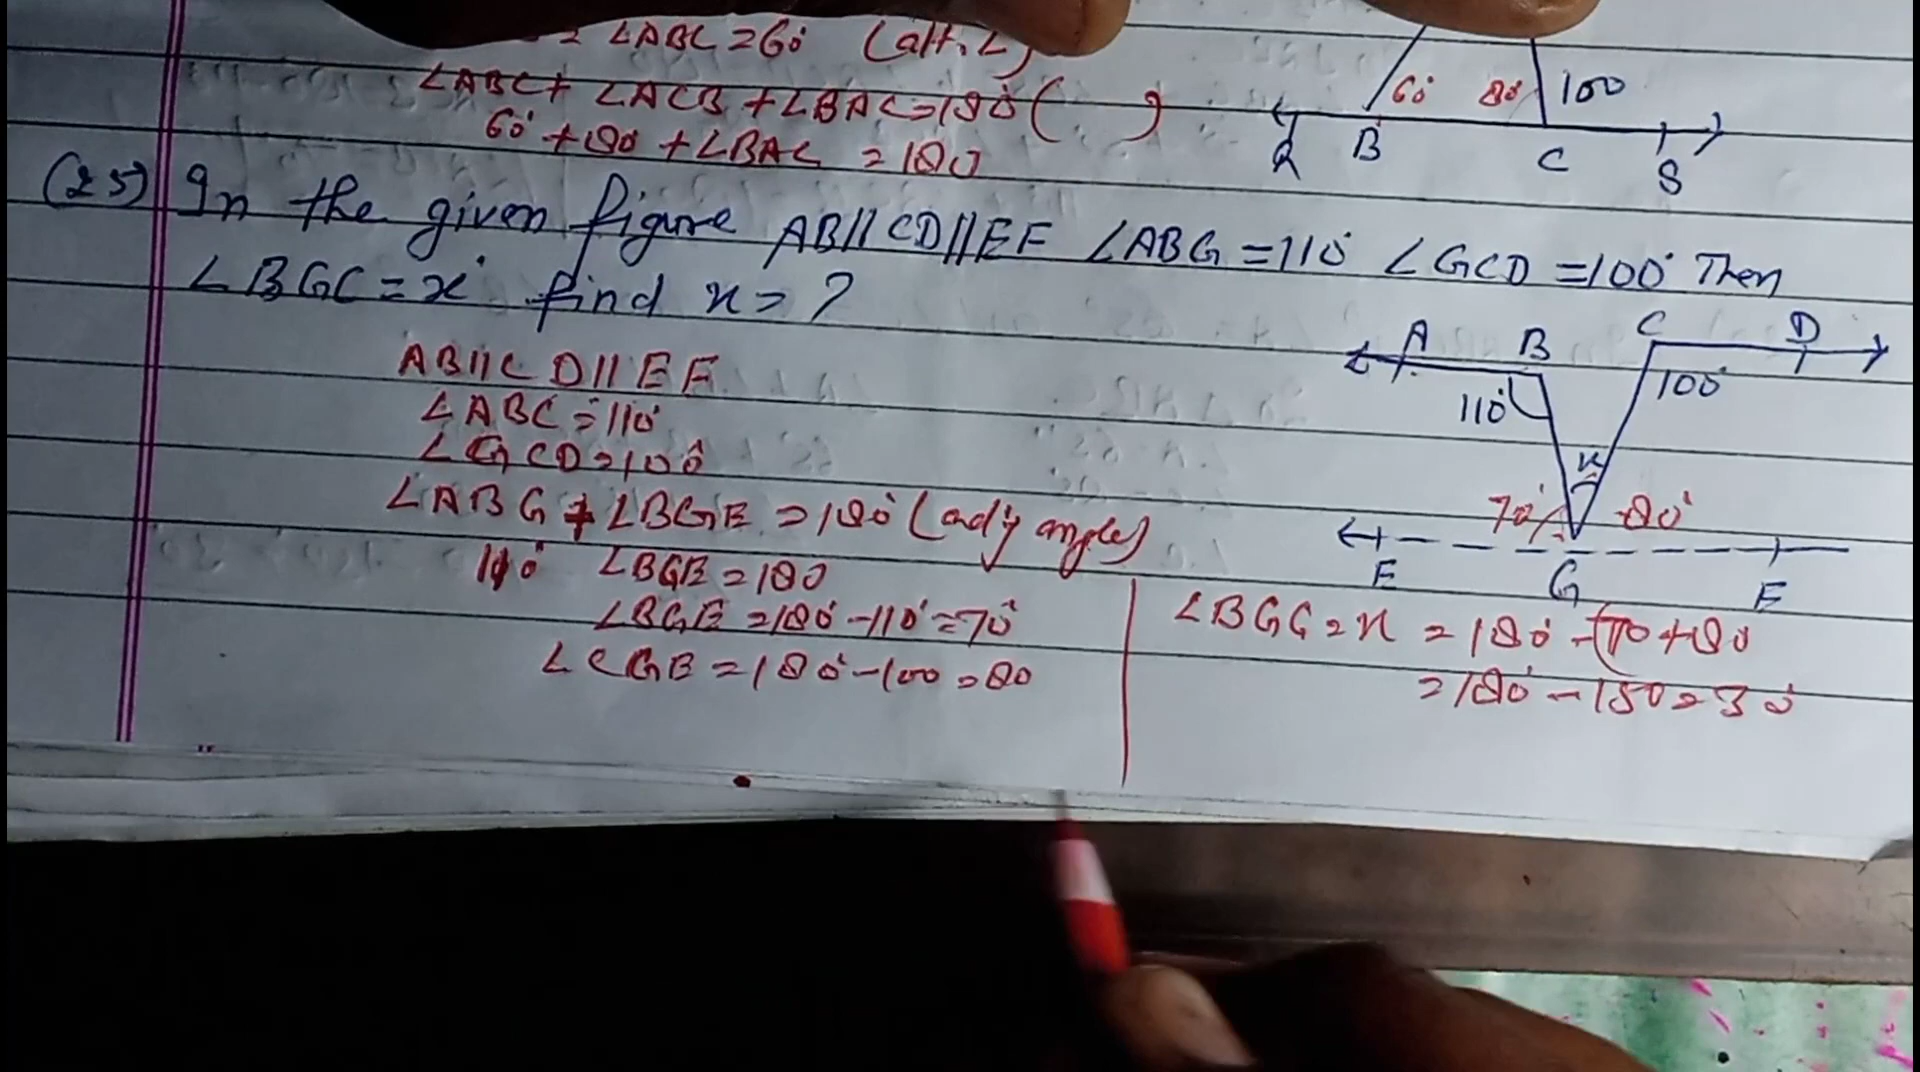 = ∠ABC = 60° (alt. ∠)
∠ABC + ∠ACB + ∠BAC = 180° ( )
60° + 80 + ∠BAC = 180
60° 80° 100
Q B C S
(25) In the given figure AB||CD||EF ∠ABG = 110° ∠GCD = 100° Then
∠BGC = x° find x = ?
A B C D
110° 100°
x
70° 80°
E G F
AB||CD||EF
∠ABC = 110°
∠GCD = 100°
∠ABG + ∠BGE = 180° (adj angles)
110° ∠BGE = 180
∠BGE = 180° - 110° = 70°
∠CGE = 180° - 100 = 80
∠BGC = x = 180° - (70 + 80
= 180° - 150 = 30°